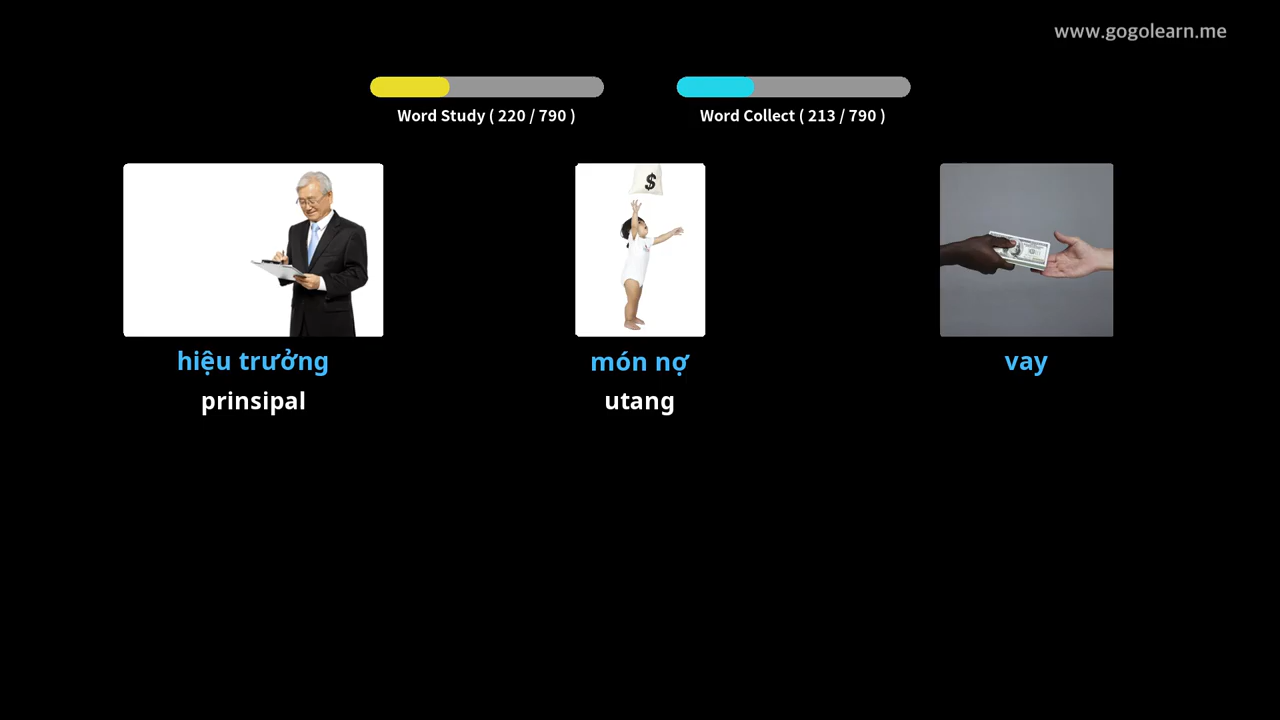 www.gogolearn.me
Word Study ( 220 / 790 )
Word Collect ( 213 / 790 )
$
hiệu trưởng
món nợ
vay
prinsipal
utang